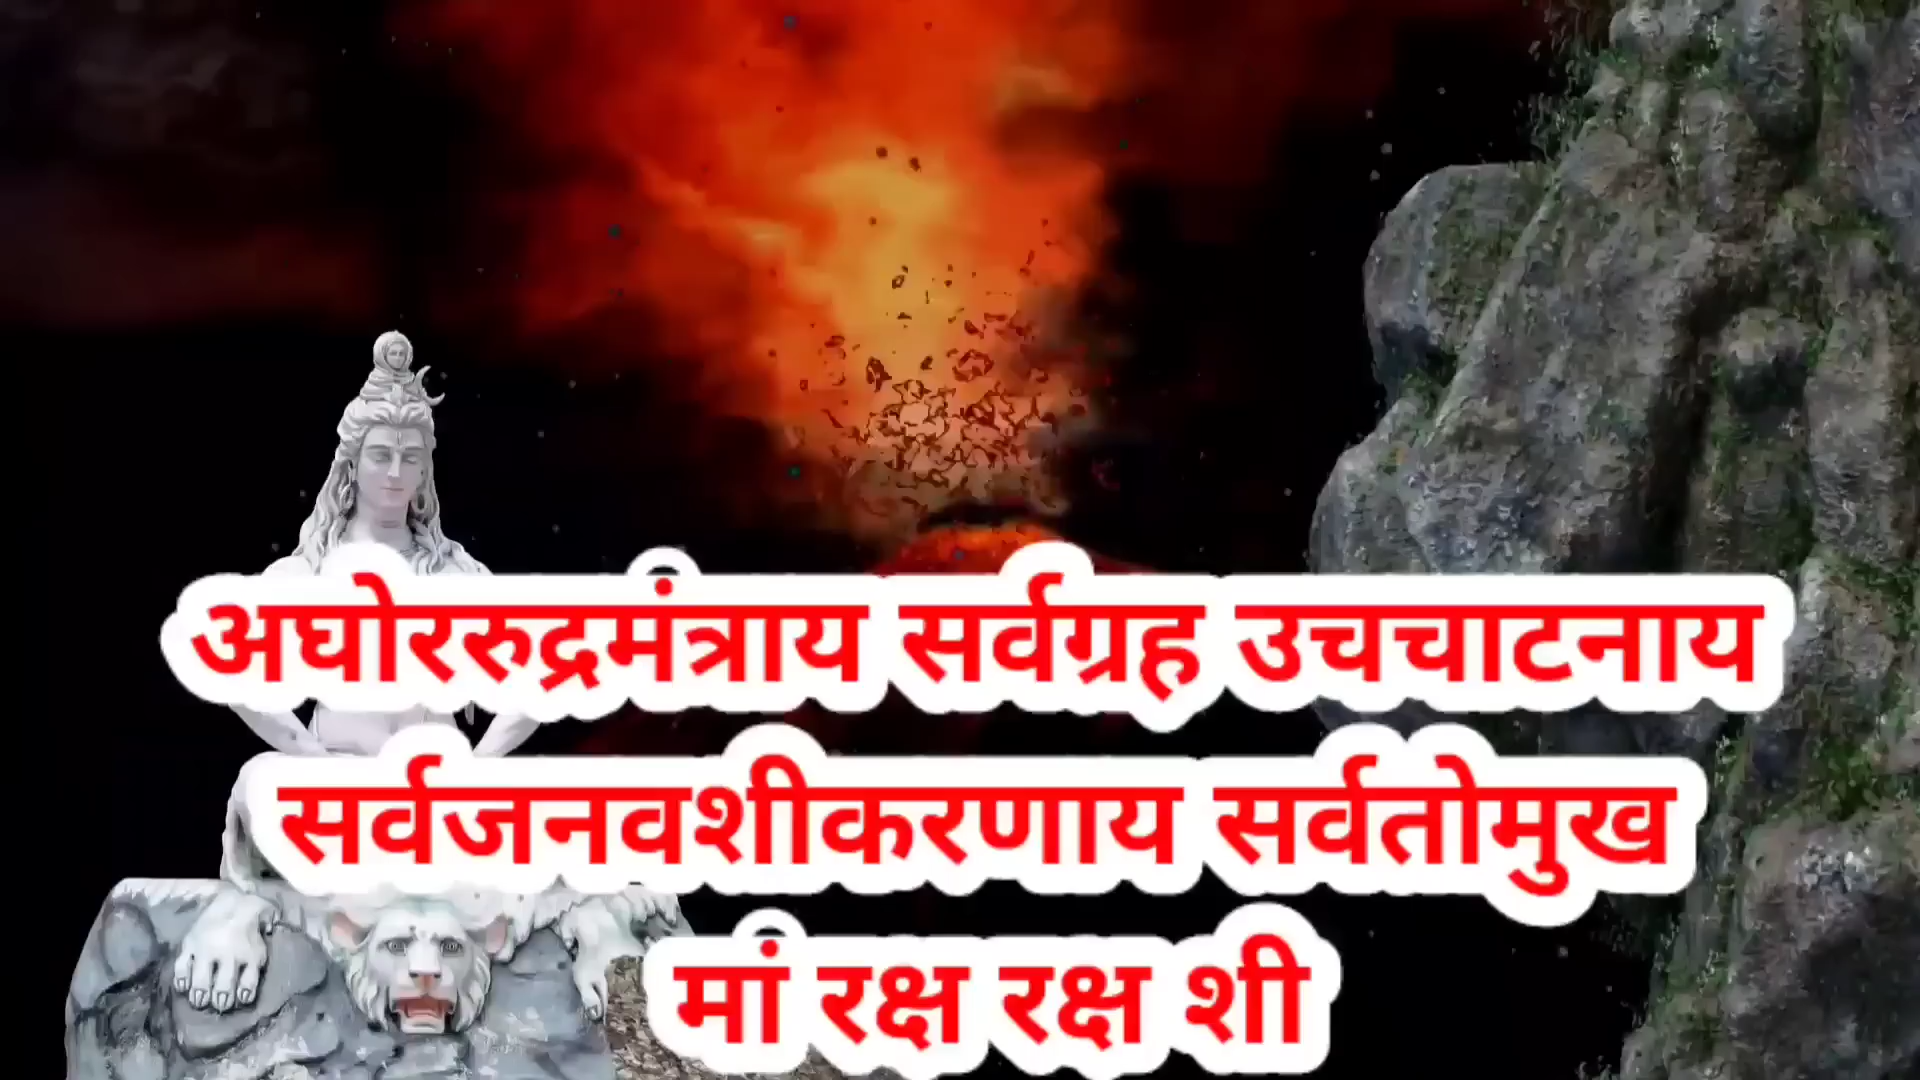 अघोररुद्रमंत्राय सर्वग्रह उचचाटनाय
सर्वजनवशीकरणाय सर्वतोमुख
मां रक्ष रक्ष शी